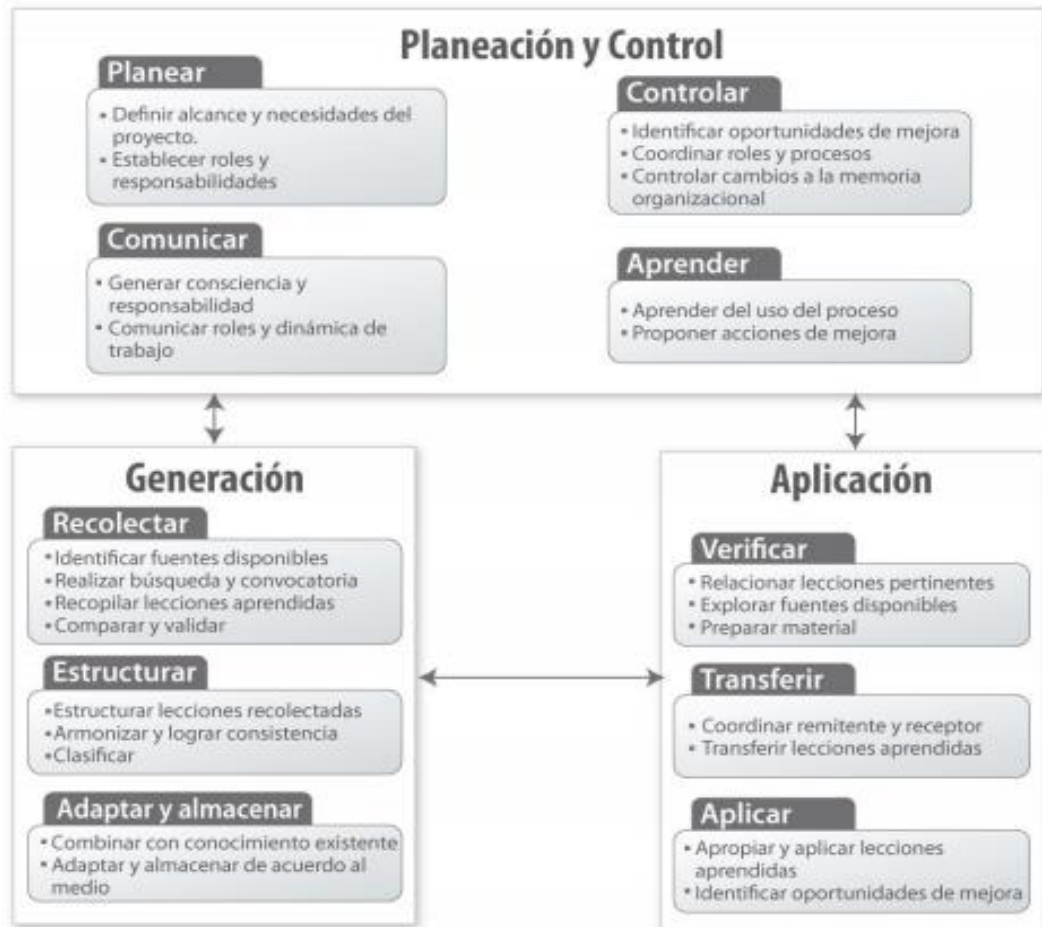 Planeación y Control
Planear
• Definir alcance y necesidades del
proyecto.
• Establecer roles y
responsabilidades
Comunicar
• Generar consciencia y
responsabilidad
• Comunicar roles y dinámica de
trabajo
Controlar
• Identificar oportunidades de mejora
• Coordinar roles y procesos
• Controlar cambios a la memoria
organizacional
Aprender
• Aprender del uso del proceso
• Proponer acciones de mejora
Generación
Recolectar
• Identificar fuentes disponibles
• Realizar búsqueda y convocatoria
• Recopilar lecciones aprendidas
• Comparar y validar
Estructurar
• Estructurar lecciones recolectadas
• Armonizar y lograr consistencia
• Clasificar
Adaptar y almacenar
• Combinar con conocimiento existente
• Adaptar y almacenar de acuerdo al
medio
Aplicación
Verificar
• Relacionar lecciones pertinentes
• Explorar fuentes disponibles
• Preparar material
Transferir
• Coordinar remitente y receptor
• Transferir lecciones aprendidas
Aplicar
• Apropiar y aplicar lecciones
aprendidas
• Identificar oportunidades de mejora